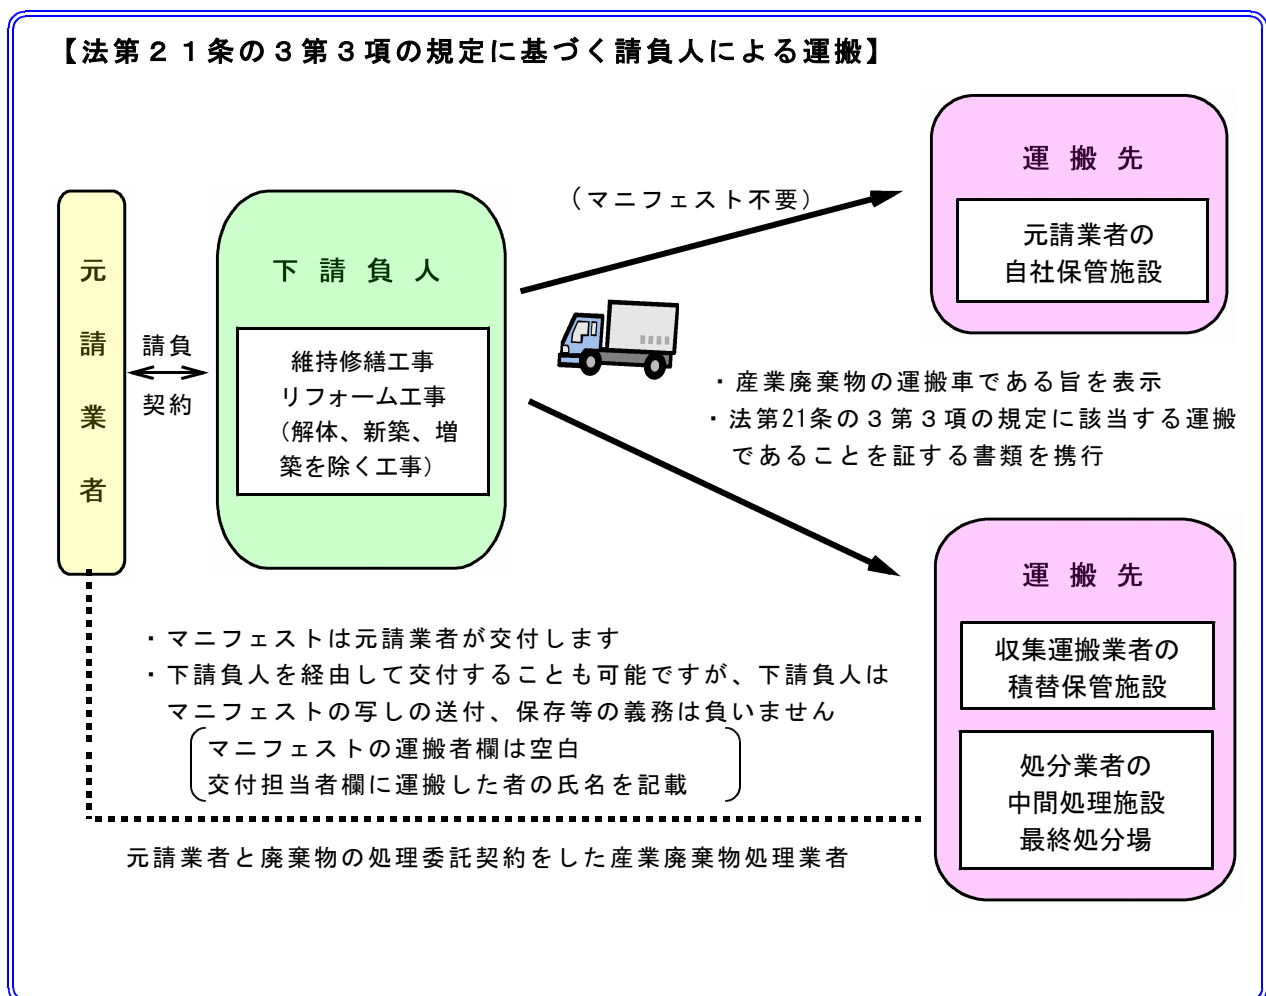 【法第２１条の３第３項の規定に基づく請負人による運搬】
元請業者
請負
契約
下請負人
維持修繕工事
リフォーム工事
（解体、新築、増
築を除く工事）
（マニフェスト不要）
運搬先
元請業者の
自社保管施設
・産業廃棄物の運搬車である旨を表示
・法第21条の３第３項の規定に該当する運搬
であることを証する書類を携行
運搬先
収集運搬業者の
積替保管施設
処分業者の
中間処理施設
最終処分場
・マニフェストは元請業者が交付します
・下請負人を経由して交付することも可能ですが、下請負人は
マニフェストの写しの送付、保存等の義務は負いません
マニフェストの運搬者欄は空白
交付担当者欄に運搬した者の氏名を記載
元請業者と廃棄物の処理委託契約をした産業廃棄物処理業者